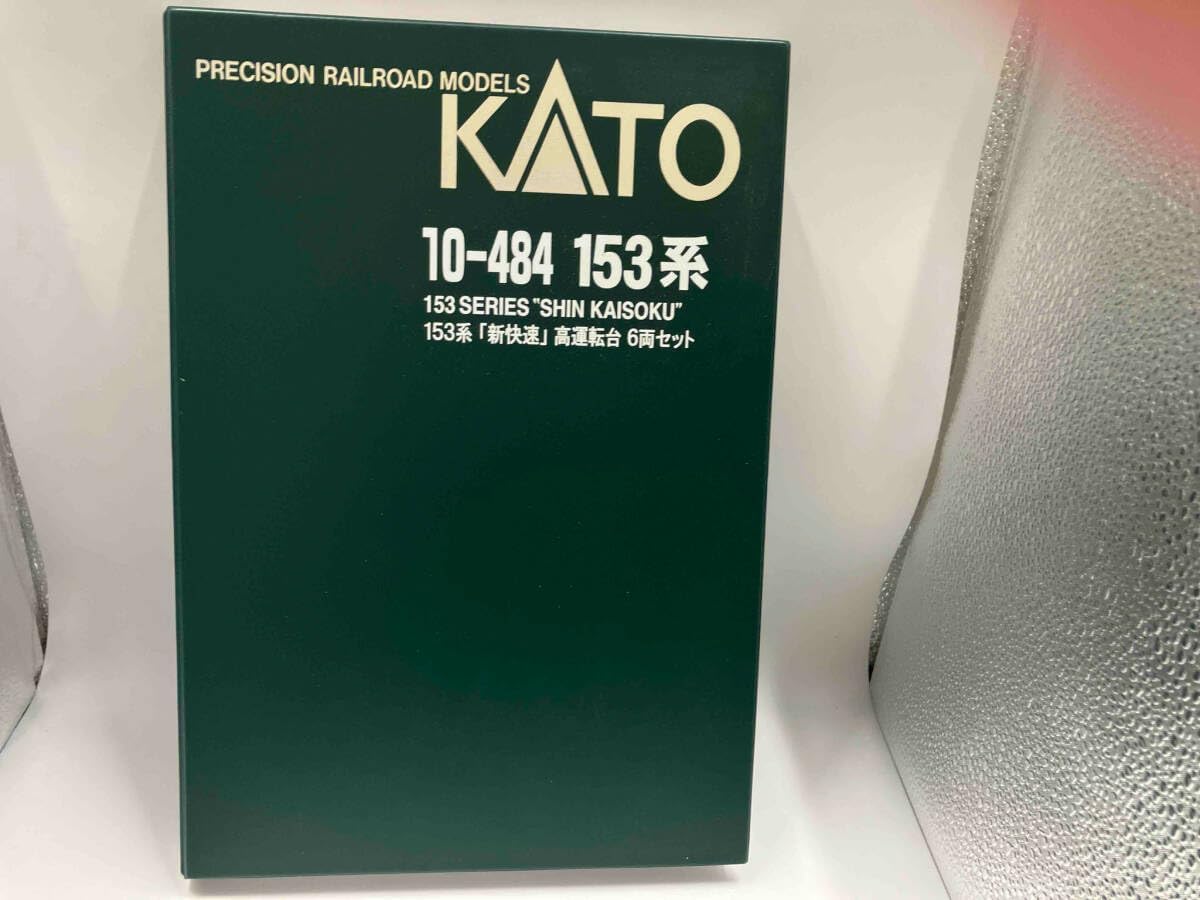 PRECISION RAILROAD MODELS
KATO
10-484 153系
153 SERIES "SHIN KAISOKU"
153系「新快速」高運転台 6両セット